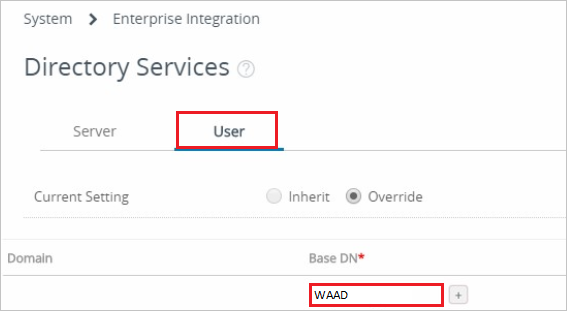 System > Enterprise Integration
Directory Services ?
Server User
Current Setting Inherit Override
Domain Base DN*
WAAD +